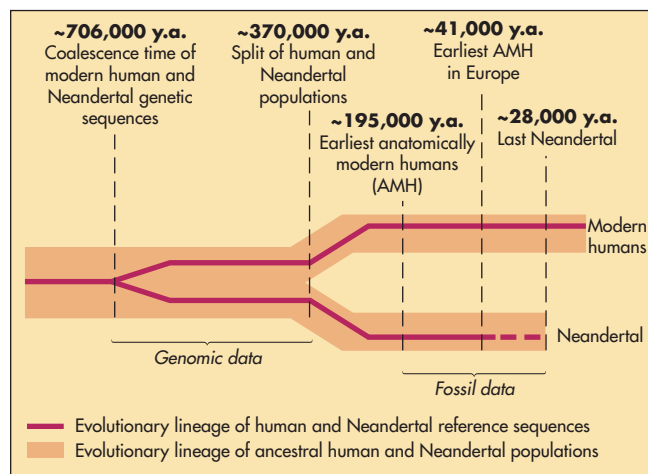 ~706,000 y.a.
Coalescence time of
modern human and
Neandertal genetic
sequences
~370,000 y.a.
Split of human and
Neandertal
populations
~41,000 y.a.
Earliest AMH
in Europe
~195,000 y.a.
Earliest anatomically
modern humans
(AMH)
~28,000 y.a.
Last Neandertal
Modern
humans
Neandertal
Genomic data
Fossil data
Evolutionary lineage of human and Neandertal reference sequences
Evolutionary lineage of ancestral human and Neandertal populations